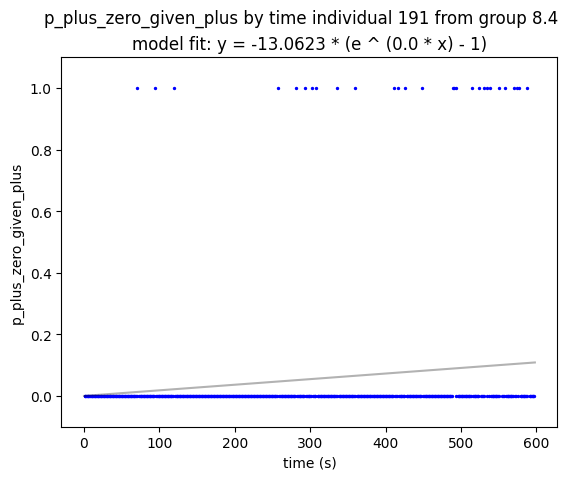 p_plus_zero_given_plus by time individual 191 from group 8.4
model fit: y = -13.0623 * (e ^ (0.0 * x) - 1)
1.0
0.8
0.6
0.4
0.2
0.0
p_plus_zero_given_plus
0 100 200 300 400 500 600
time (s)